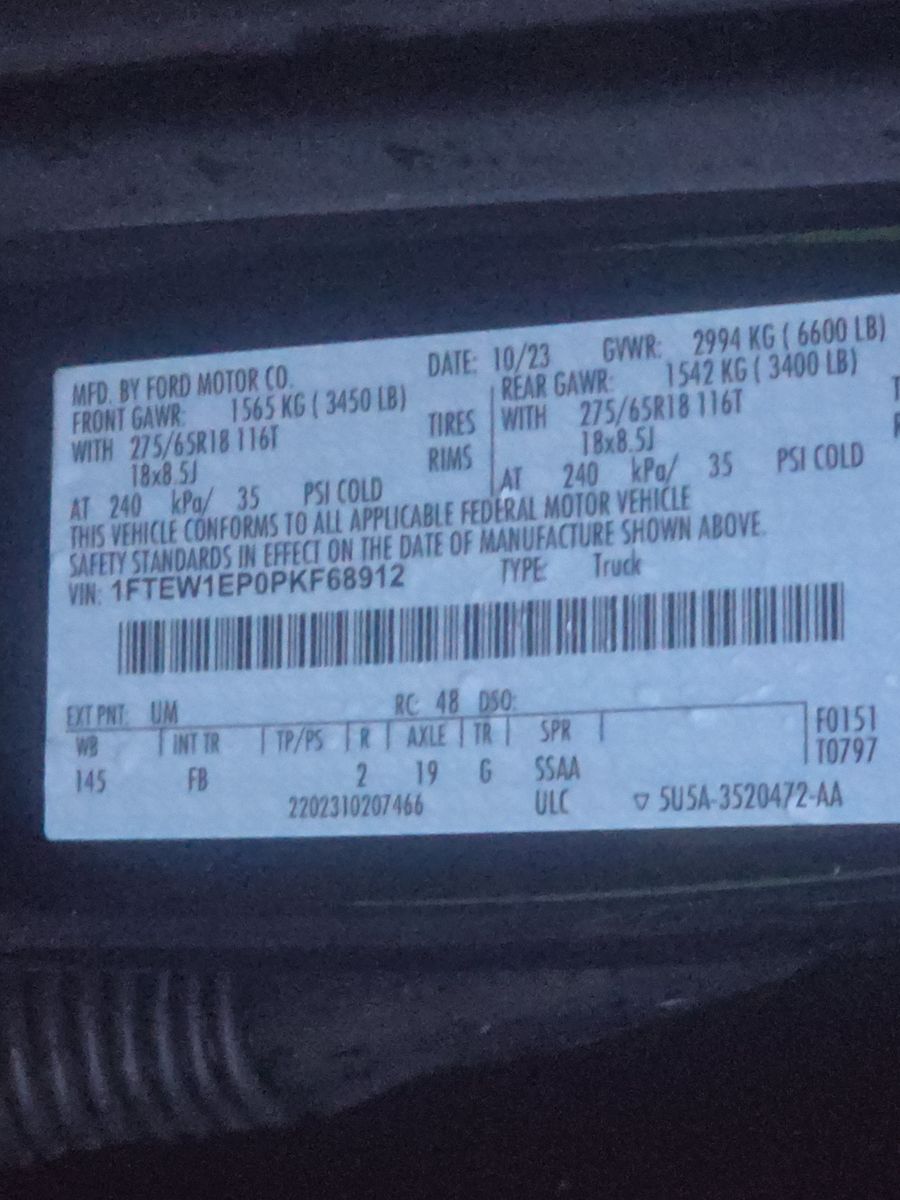 MFD. BY FORD MOTOR CO. DATE: 10/23 GVWR: 2994 KG ( 6600 LB)
FRONT GAWR: 1565 KG ( 3450 LB) REAR GAWR: 1542 KG ( 3400 LB)
WITH 275/65R18 116T TIRES WITH 275/65R18 116T
18x8.5J RIMS 18x8.5J
AT 240 kPa/ 35 PSI COLD AT 240 kPa/ 35 PSI COLD
THIS VEHICLE CONFORMS TO ALL APPLICABLE FEDERAL MOTOR VEHICLE
SAFETY STANDARDS IN EFFECT ON THE DATE OF MANUFACTURE SHOWN ABOVE.
VIN: 1FTEW1EP0PKF68912 TYPE: Truck
EXT PNT: UM RC: 48 DSO:
WB INT TR TP/PS R AXLE TR SPR F0151
145 FB 2 19 G SSAA T0797
2202310207466 ULC ▽ 5U5A-3520472-AA